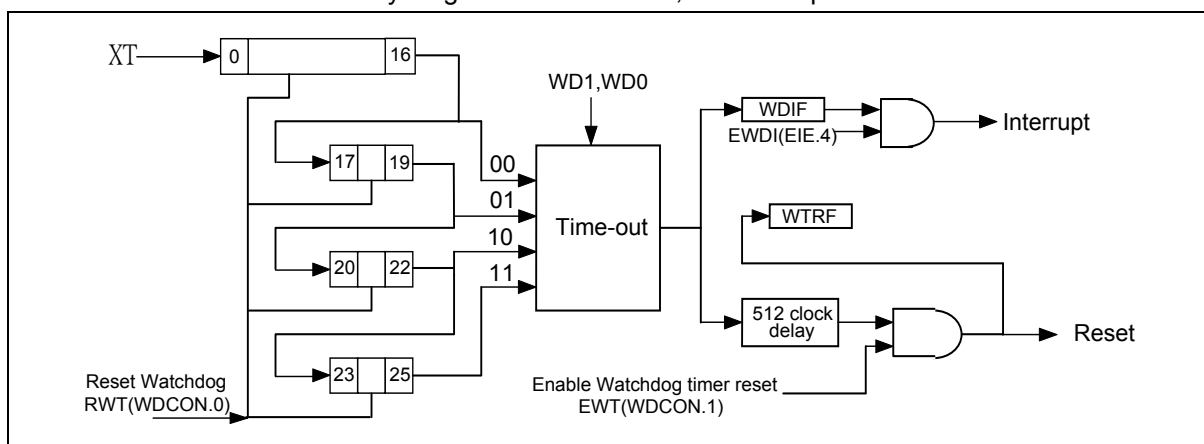 XT
0
16
WD1,WD0
WDIF
EWDI(EIE.4)
Interrupt
17
19
00
01
10
11
Time-out
WTRF
20
22
512 clock
delay
Reset
23
25
Reset Watchdog
RWT(WDCON.0)
Enable Watchdog timer reset
EWT(WDCON.1)